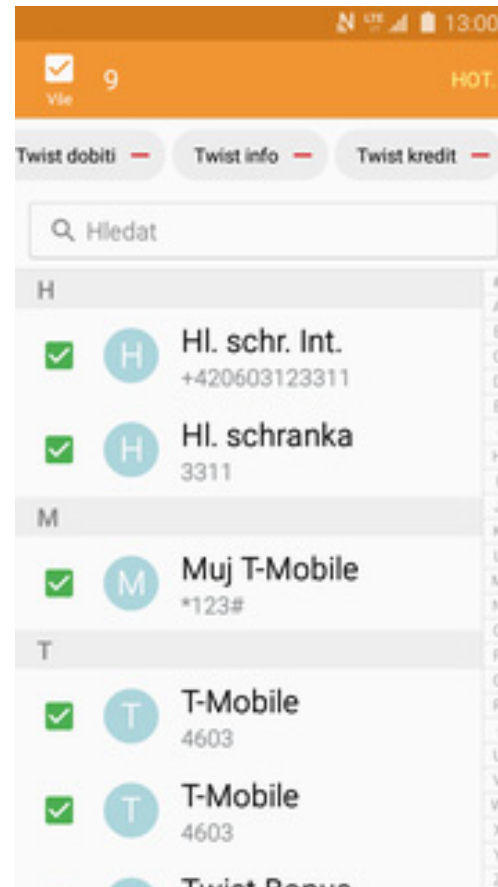 LTE 13:00
Vše 9 HOT.
Twist dobiti Twist info Twist kredit
Hledat
H
H Hl. schr. Int.
+420603123311
H Hl. schranka
3311
M
M Muj T-Mobile
*123#
T
T T-Mobile
4603
T T-Mobile
4603
Twist Bonus